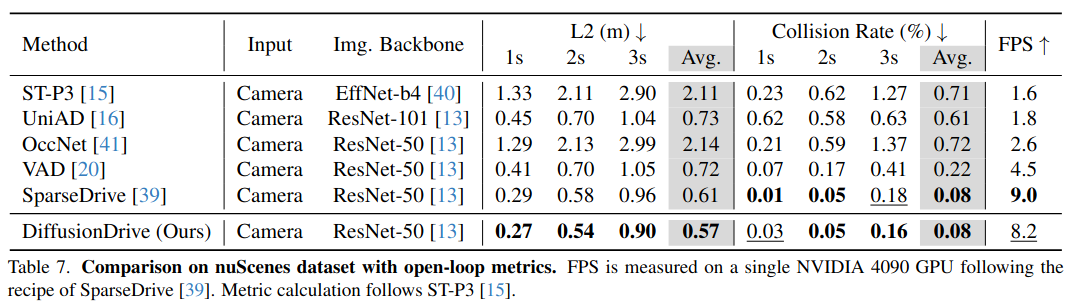 Method Input Img. Backbone L2 (m) ↓ Collision Rate (%) ↓ FPS ↑
1s 2s 3s Avg. 1s 2s 3s Avg.
ST-P3 [15] Camera EffNet-b4 [40] 1.33 2.11 2.90 2.11 0.23 0.62 1.27 0.71 1.6
UniAD [16] Camera ResNet-101 [13] 0.45 0.70 1.04 0.73 0.62 0.58 0.63 0.61 1.8
OccNet [41] Camera ResNet-50 [13] 1.29 2.13 2.99 2.14 0.21 0.59 1.37 0.72 2.6
VAD [20] Camera ResNet-50 [13] 0.41 0.70 1.05 0.72 0.07 0.17 0.41 0.22 4.5
SparseDrive [39] Camera ResNet-50 [13] 0.29 0.58 0.96 0.61 0.01 0.05 0.18 0.08 9.0
DiffusionDrive (Ours) Camera ResNet-50 [13] 0.27 0.54 0.90 0.57 0.03 0.05 0.16 0.08 8.2
Table 7. Comparison on nuScenes dataset with open-loop metrics. FPS is measured on a single NVIDIA 4090 GPU following the
recipe of SparseDrive [39]. Metric calculation follows ST-P3 [15].